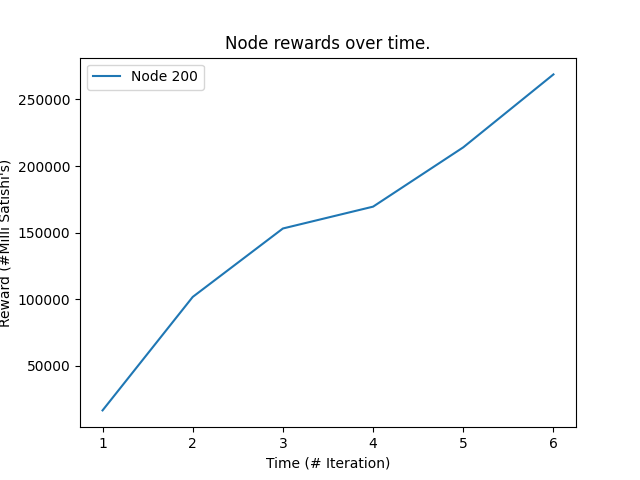 Node rewards over time.
Node 200
250000
200000
150000
100000
50000
Reward (#Milli Satishi's)
1 2 3 4 5 6
Time (# Iteration)